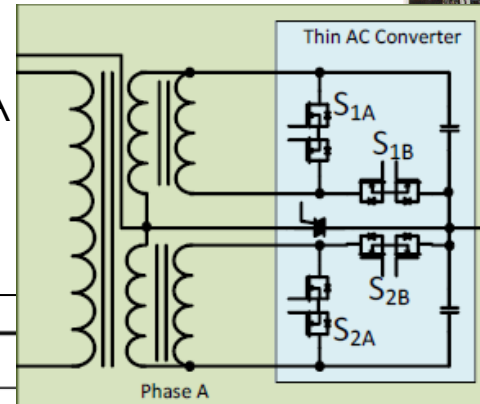 Thin AC Converter
A
S1A
S1B
S2B
S2A
Phase A